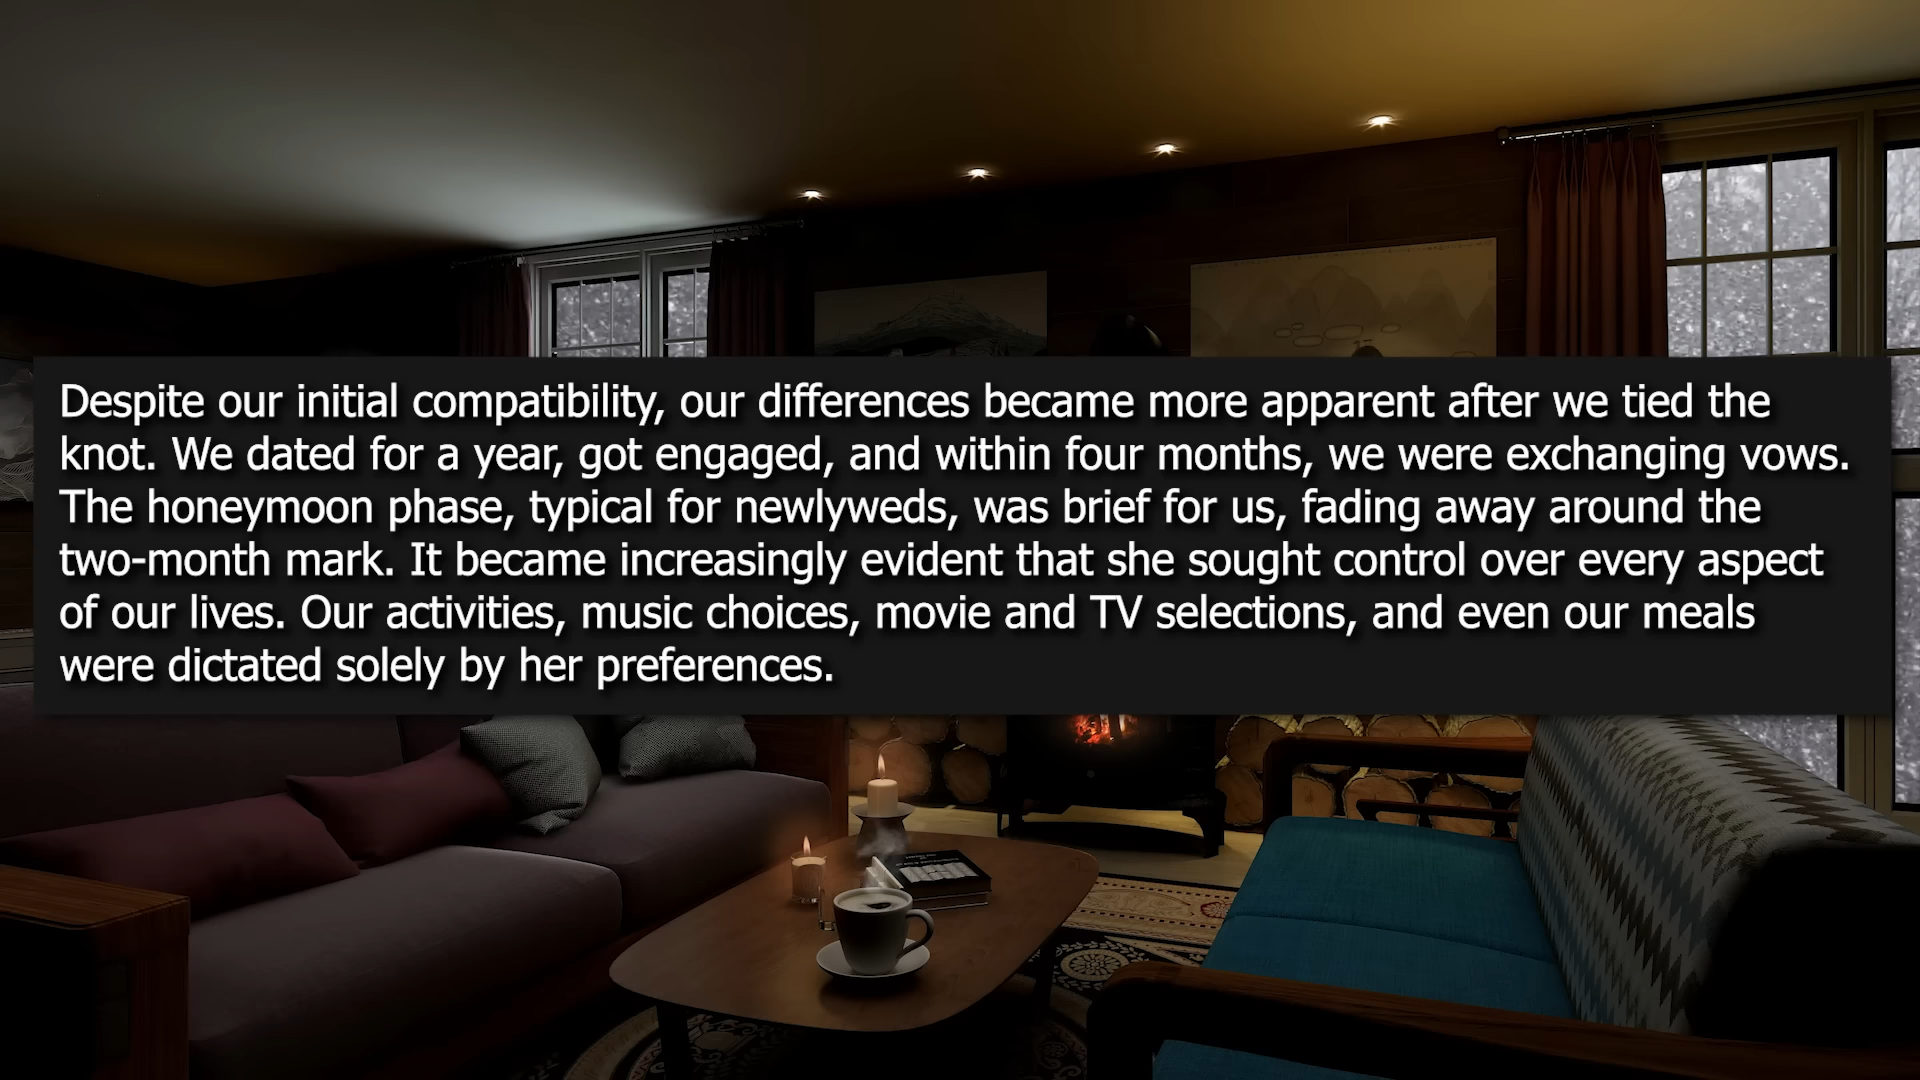 Despite our initial compatibility, our differences became more apparent after we tied the
knot. We dated for a year, got engaged, and within four months, we were exchanging vows.
The honeymoon phase, typical for newlyweds, was brief for us, fading away around the
two-month mark. It became increasingly evident that she sought control over every aspect
of our lives. Our activities, music choices, movie and TV selections, and even our meals
were dictated solely by her preferences.